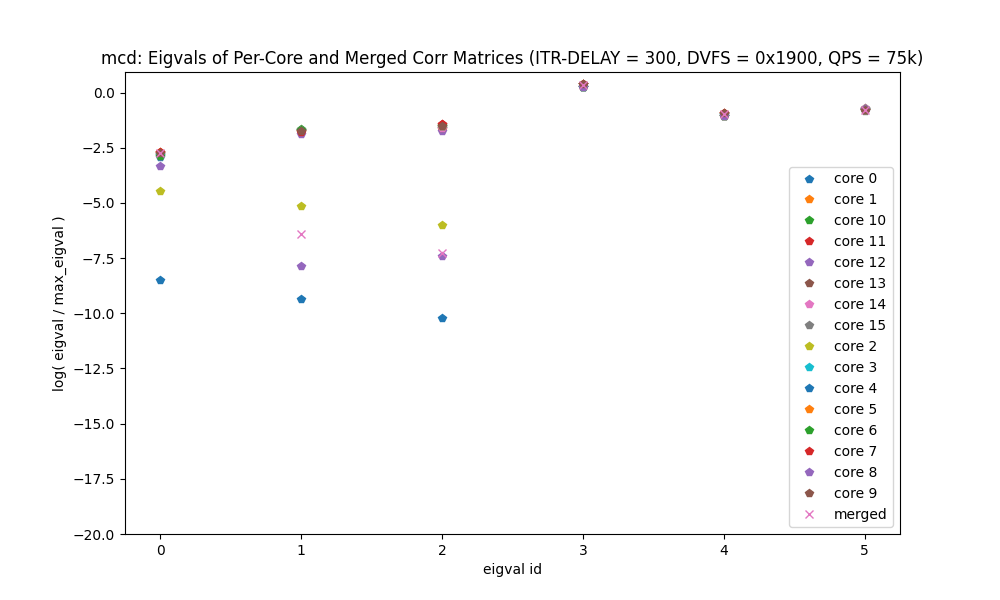 mcd: Eigvals of Per-Core and Merged Corr Matrices (ITR-DELAY = 300, DVFS = 0x1900, QPS = 75k)
log( eigval / max_eigval )
0.0
−2.5
−5.0
−7.5
−10.0
−12.5
−15.0
−17.5
−20.0
core 0
core 1
core 10
core 11
core 12
core 13
core 14
core 15
core 2
core 3
core 4
core 5
core 6
core 7
core 8
core 9
merged
0 1 2 3 4 5
eigval id